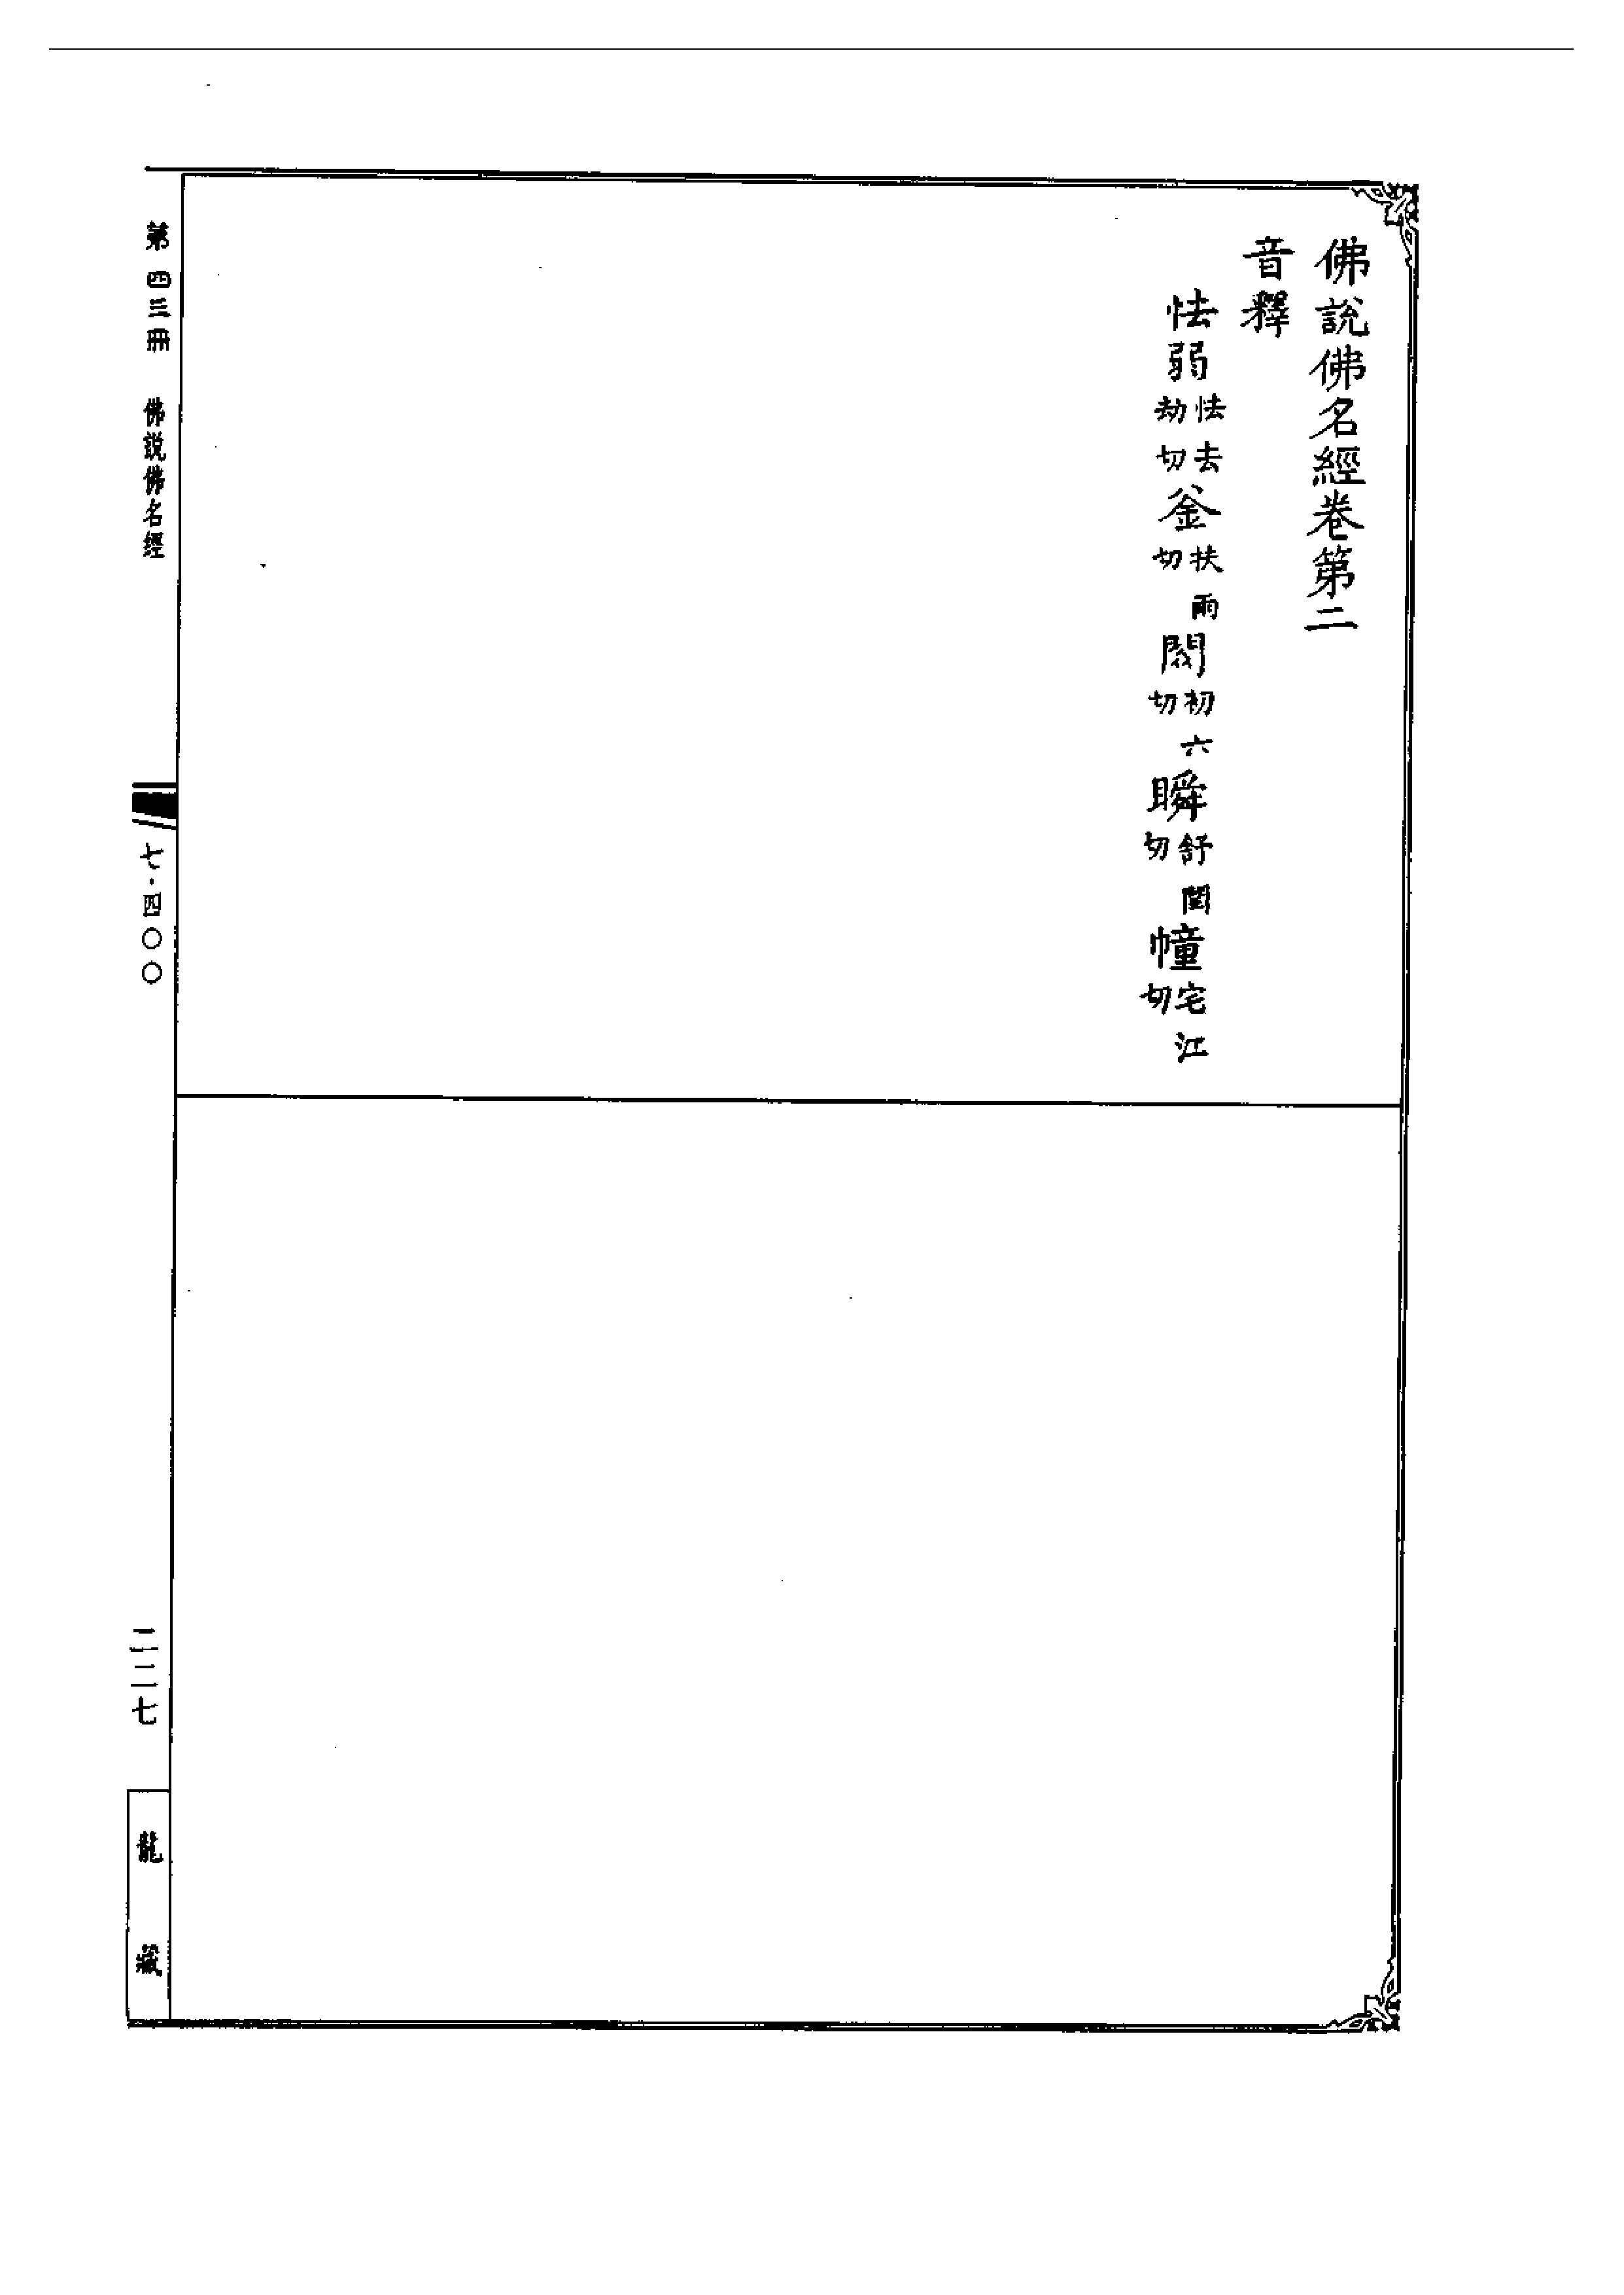 佛說佛名經卷第二
音釋
怯弱怯去劫切釜扶雨切閦初六切瞬舒閏切幢宅江切
第四三冊 佛說佛名經 七·四〇〇 二二七 龍藏